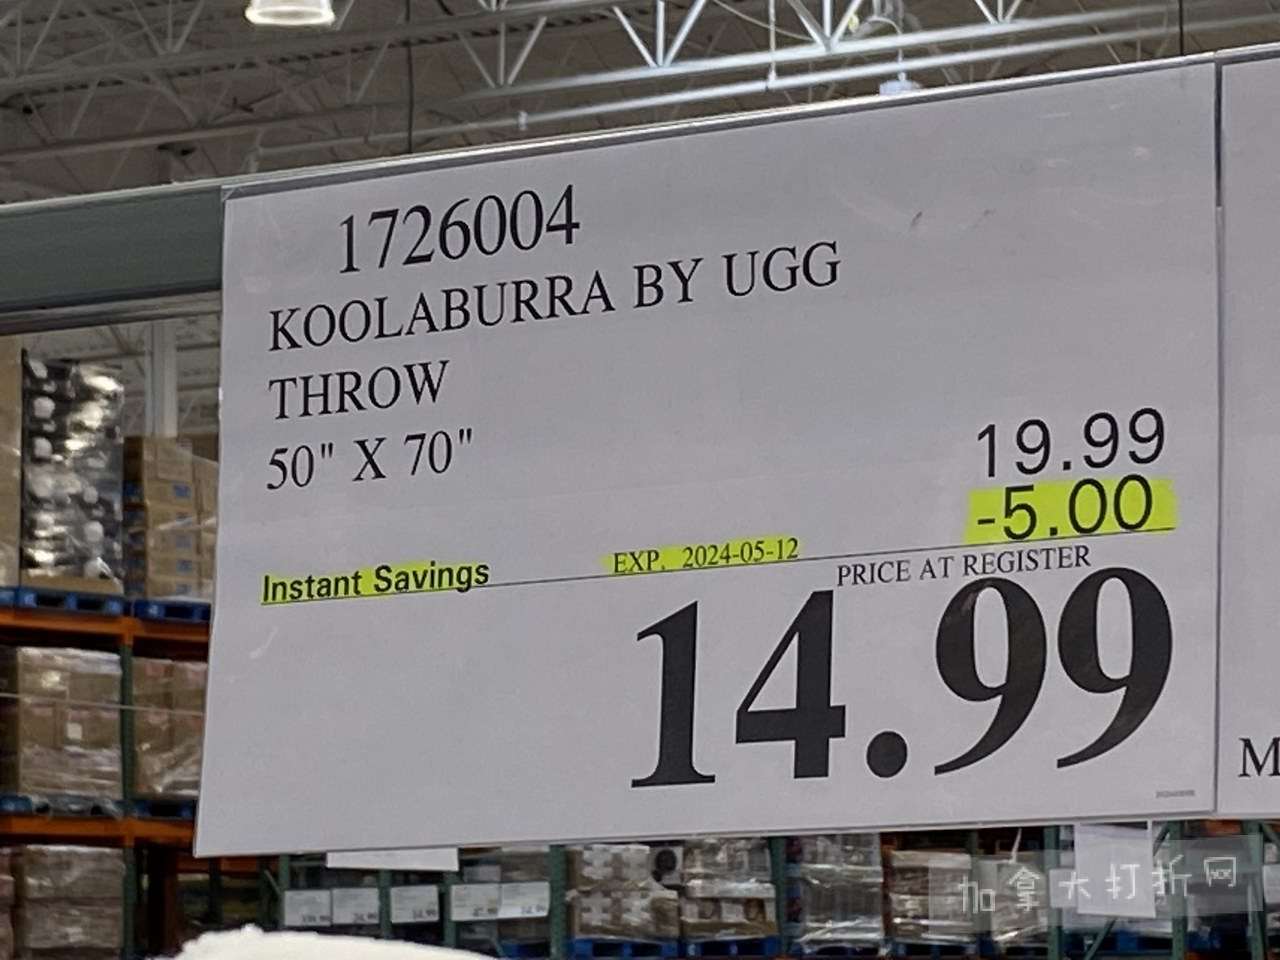 1726004
KOOLABURRA BY UGG
THROW
50" X 70"
19.99
-5.00
Instant Savings
EXP. 2024-05-12
PRICE AT REGISTER
14.99
M
加拿大打折网